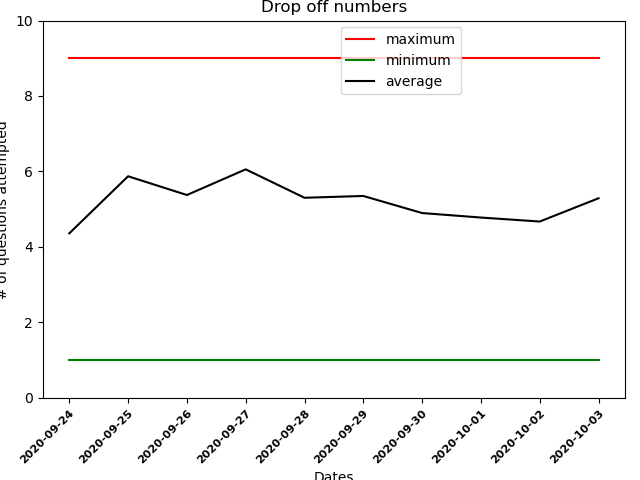 Drop off numbers
maximum
minimum
average
# of questions attempted
10
8
6
4
2
0
2020-09-24
2020-09-25
2020-09-26
2020-09-27
2020-09-28
2020-09-29
2020-09-30
2020-10-01
2020-10-02
2020-10-03
Dates